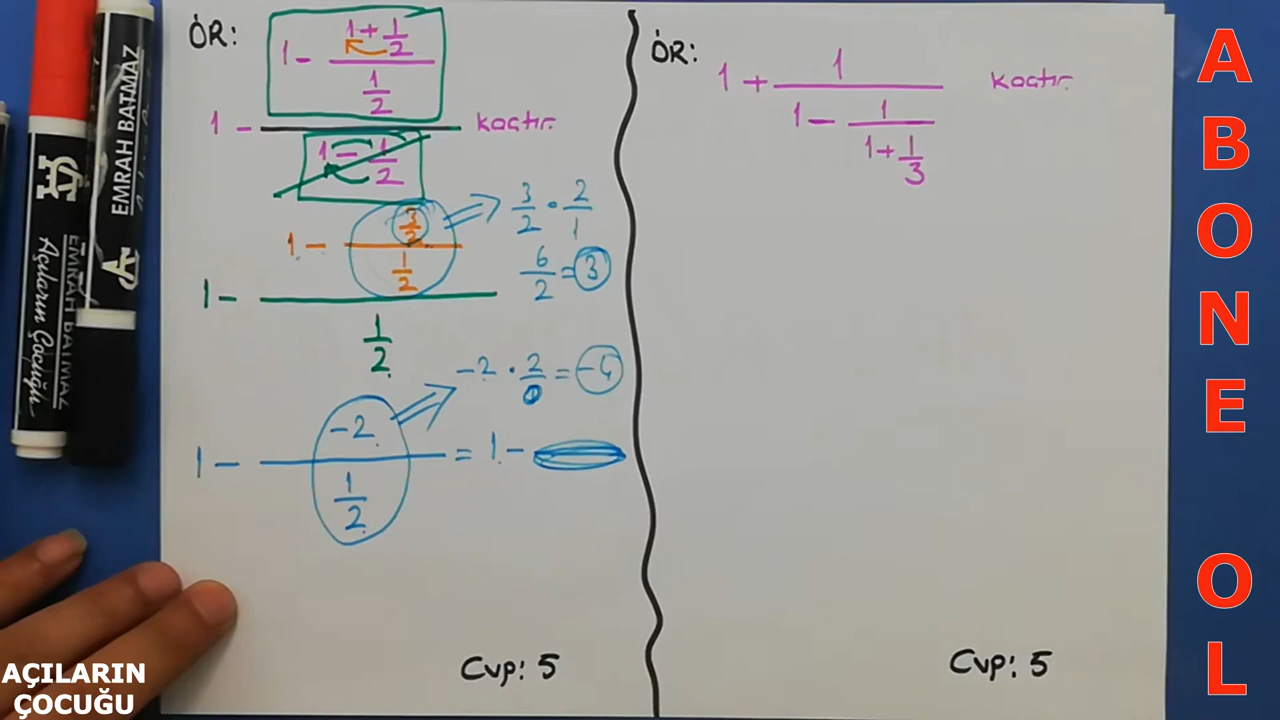 ÖR:
1 - (1 - (1 + 1/2) / (1/2)) / (1 - 1/2) kaçtır.
1 - (1 - (3/2) / (1/2)) / (1/2)
3/2 · 2/1
6/2 = 3
1 - (-2) / (1/2) = 1 -
-2 · 2/1 = -4
Cvp: 5
ÖR:
1 + 1 / (1 - 1 / (1 + 1/3)) kaçtır.
Cvp: 5
EMRAH BATMAZ
EMRAH BATMAZ
Açıların Çocuğu
AÇILARIN
ÇOCUĞU
ABONE
OL